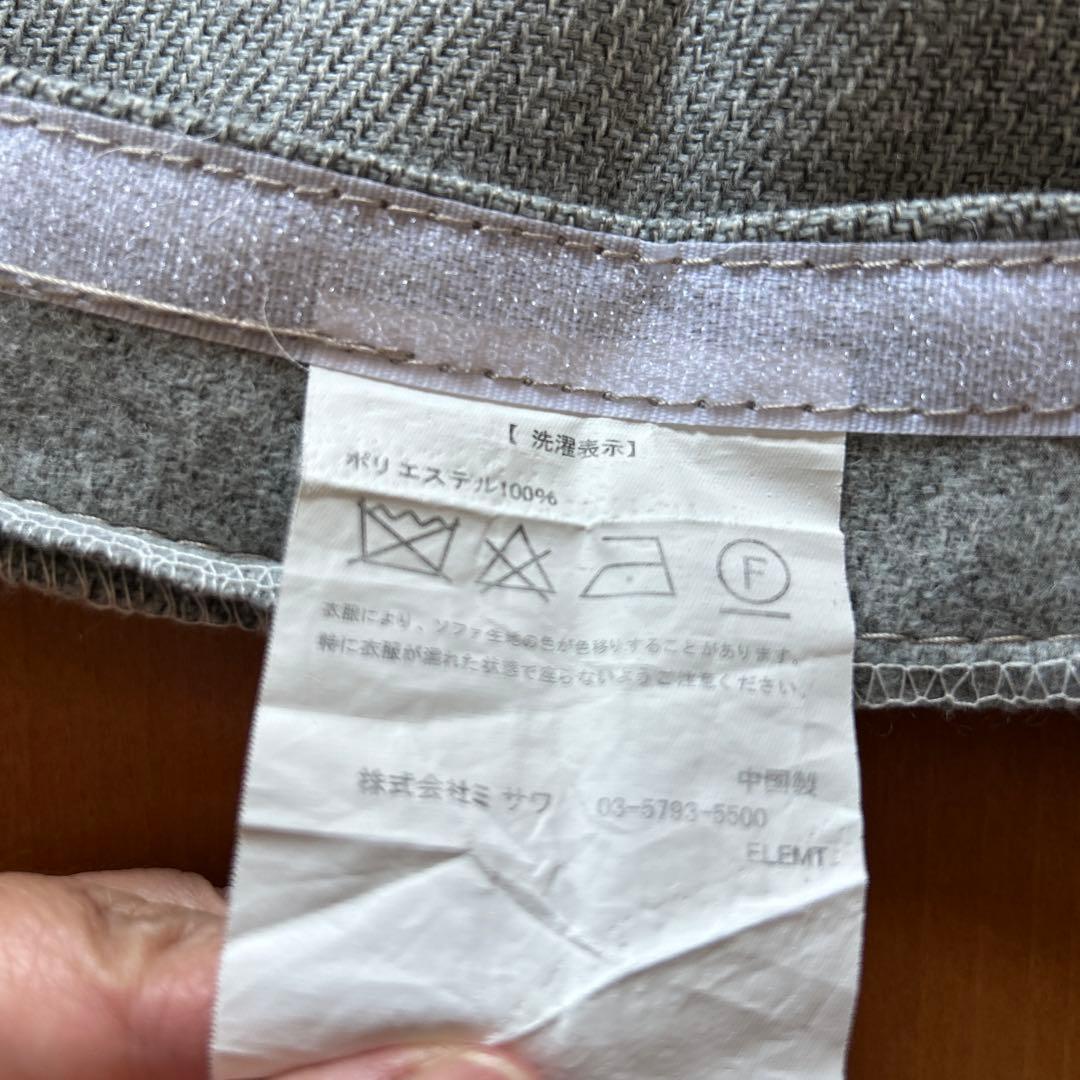 【 洗濯表示】
ポリエステル100%
F
衣服により、ソファ生地の色が色移りすることがあります。
特に衣服が濡れた状態で座らないようご注意ください。
中国製
株式会社ミサワ 03-5793-5500
ELEMT